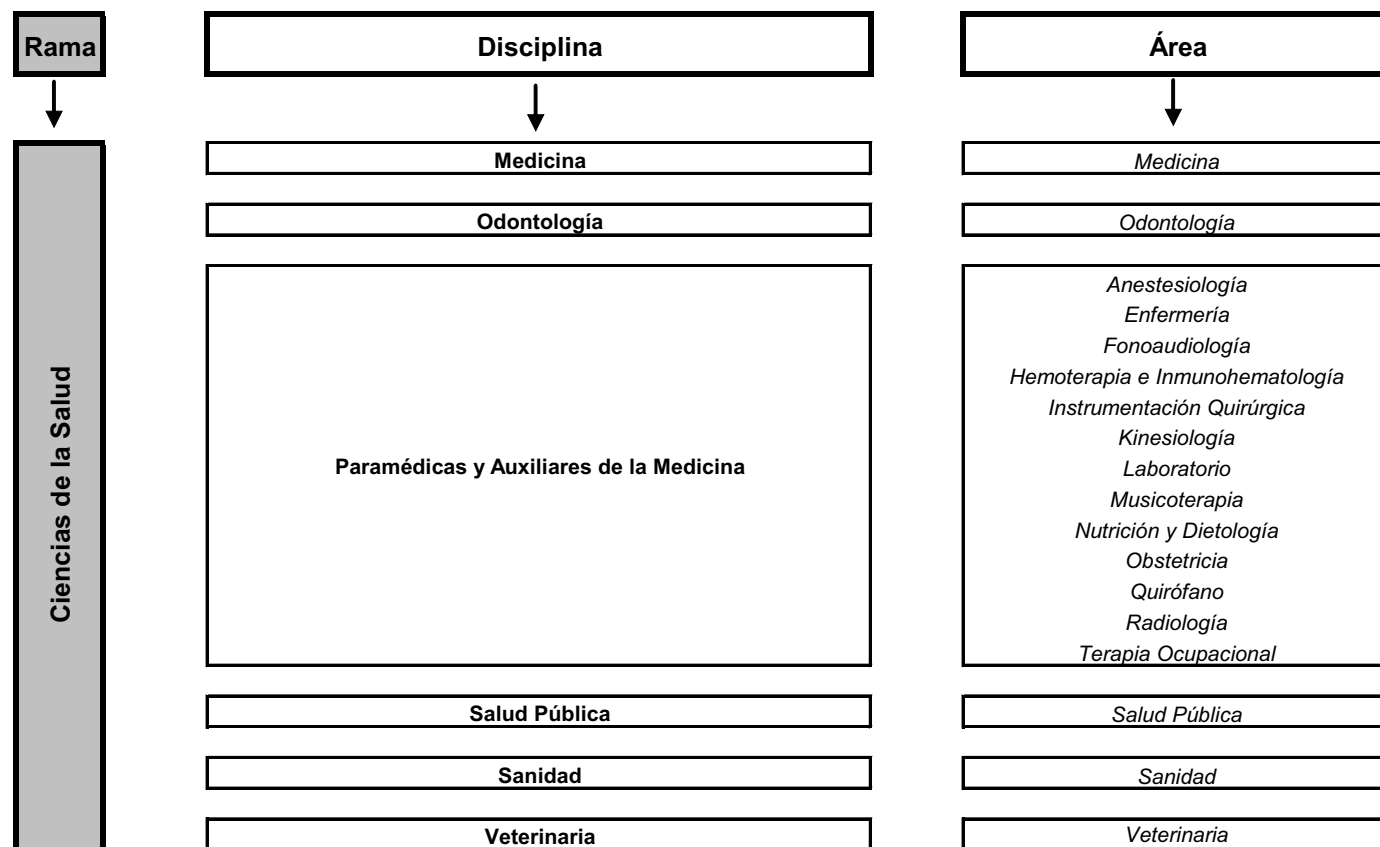 Rama
Disciplina
Área
Ciencias de la Salud
Medicina
Medicina
Odontología
Odontología
Paramédicas y Auxiliares de la Medicina
Anestesiología
Enfermería
Fonoaudiología
Hemoterapia e Inmunohematología
Instrumentación Quirúrgica
Kinesiología
Laboratorio
Musicoterapia
Nutrición y Dietología
Obstetricia
Quirófano
Radiología
Terapia Ocupacional
Salud Pública
Salud Pública
Sanidad
Sanidad
Veterinaria
Veterinaria